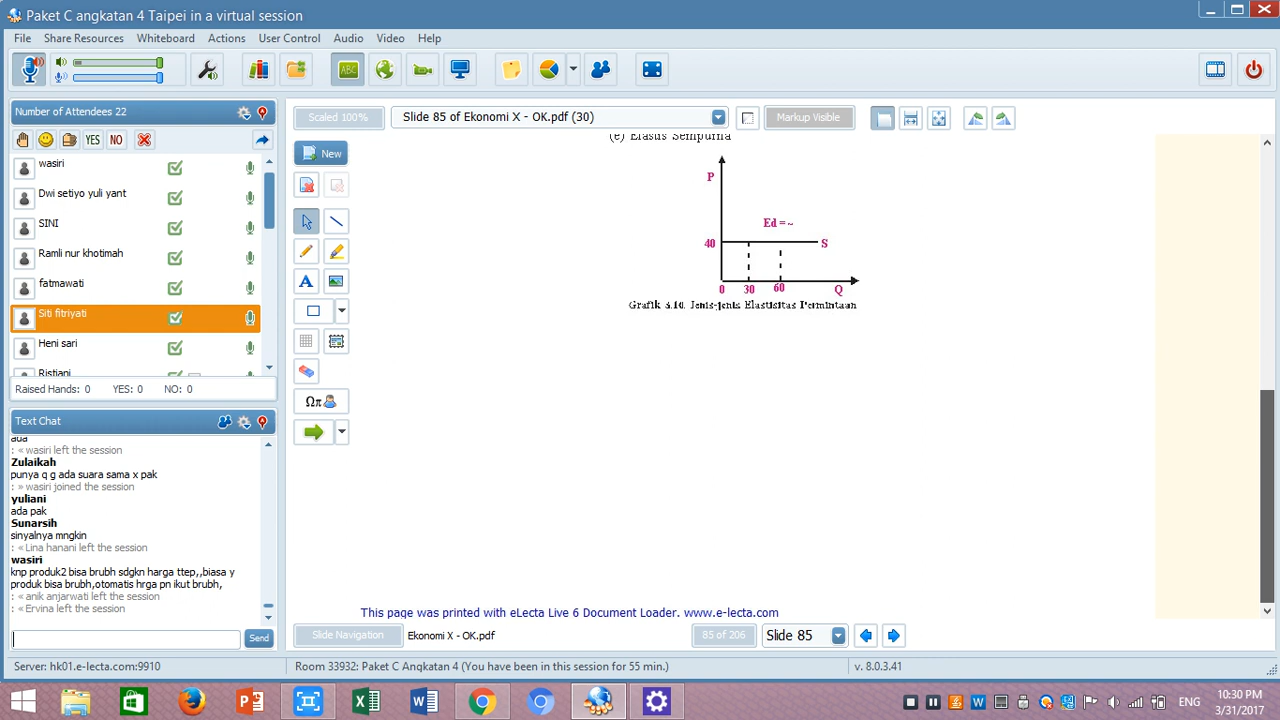 Paket C angkatan 4 Taipei in a virtual session
File Share Resources Whiteboard Actions User Control Audio Video Help
ABC
Number of Attendees 22
YES NO
wasiri
Dwi setiyo yuli yant
SINI
Ramli nur khotimah
fatmawati
Siti fitriyati
Heni sari
Ristiani
Raised Hands: 0 YES: 0 NO: 0
Text Chat
ada
: « wasiri left the session
Zulaikah
punya q g ada suara sama x pak
: » wasiri joined the session
yuliani
ada pak
Sunarsih
sinyalnya mngkin
: « Lina hanani left the session
wasiri
knp produk2 bisa brubh sdgkn harga ttep,,biasa y
produk bisa brubh,otomatis hrga pn ikut brubh,
: « anik anjarwati left the session
: « Ervina left the session
Send
Scaled 100%
Slide 85 of Ekonomi X - OK.pdf (30)
Markup Visible
New
A
Ωπ
(e) Elastis Sempurna
P
Ed = ~
40
S
0 30 60 Q
Grafik 3.10. Jenis-jenis Elastisitas Permintaan
This page was printed with eLecta Live 6 Document Loader. www.e-lecta.com
Slide Navigation Ekonomi X - OK.pdf 85 of 206 Slide 85
Server: hk01.e-lecta.com:9910 Room 33932: Paket C Angkatan 4 (You have been in this session for 55 min.) v. 8.0.3.41
ENG
10:30 PM
3/31/2017